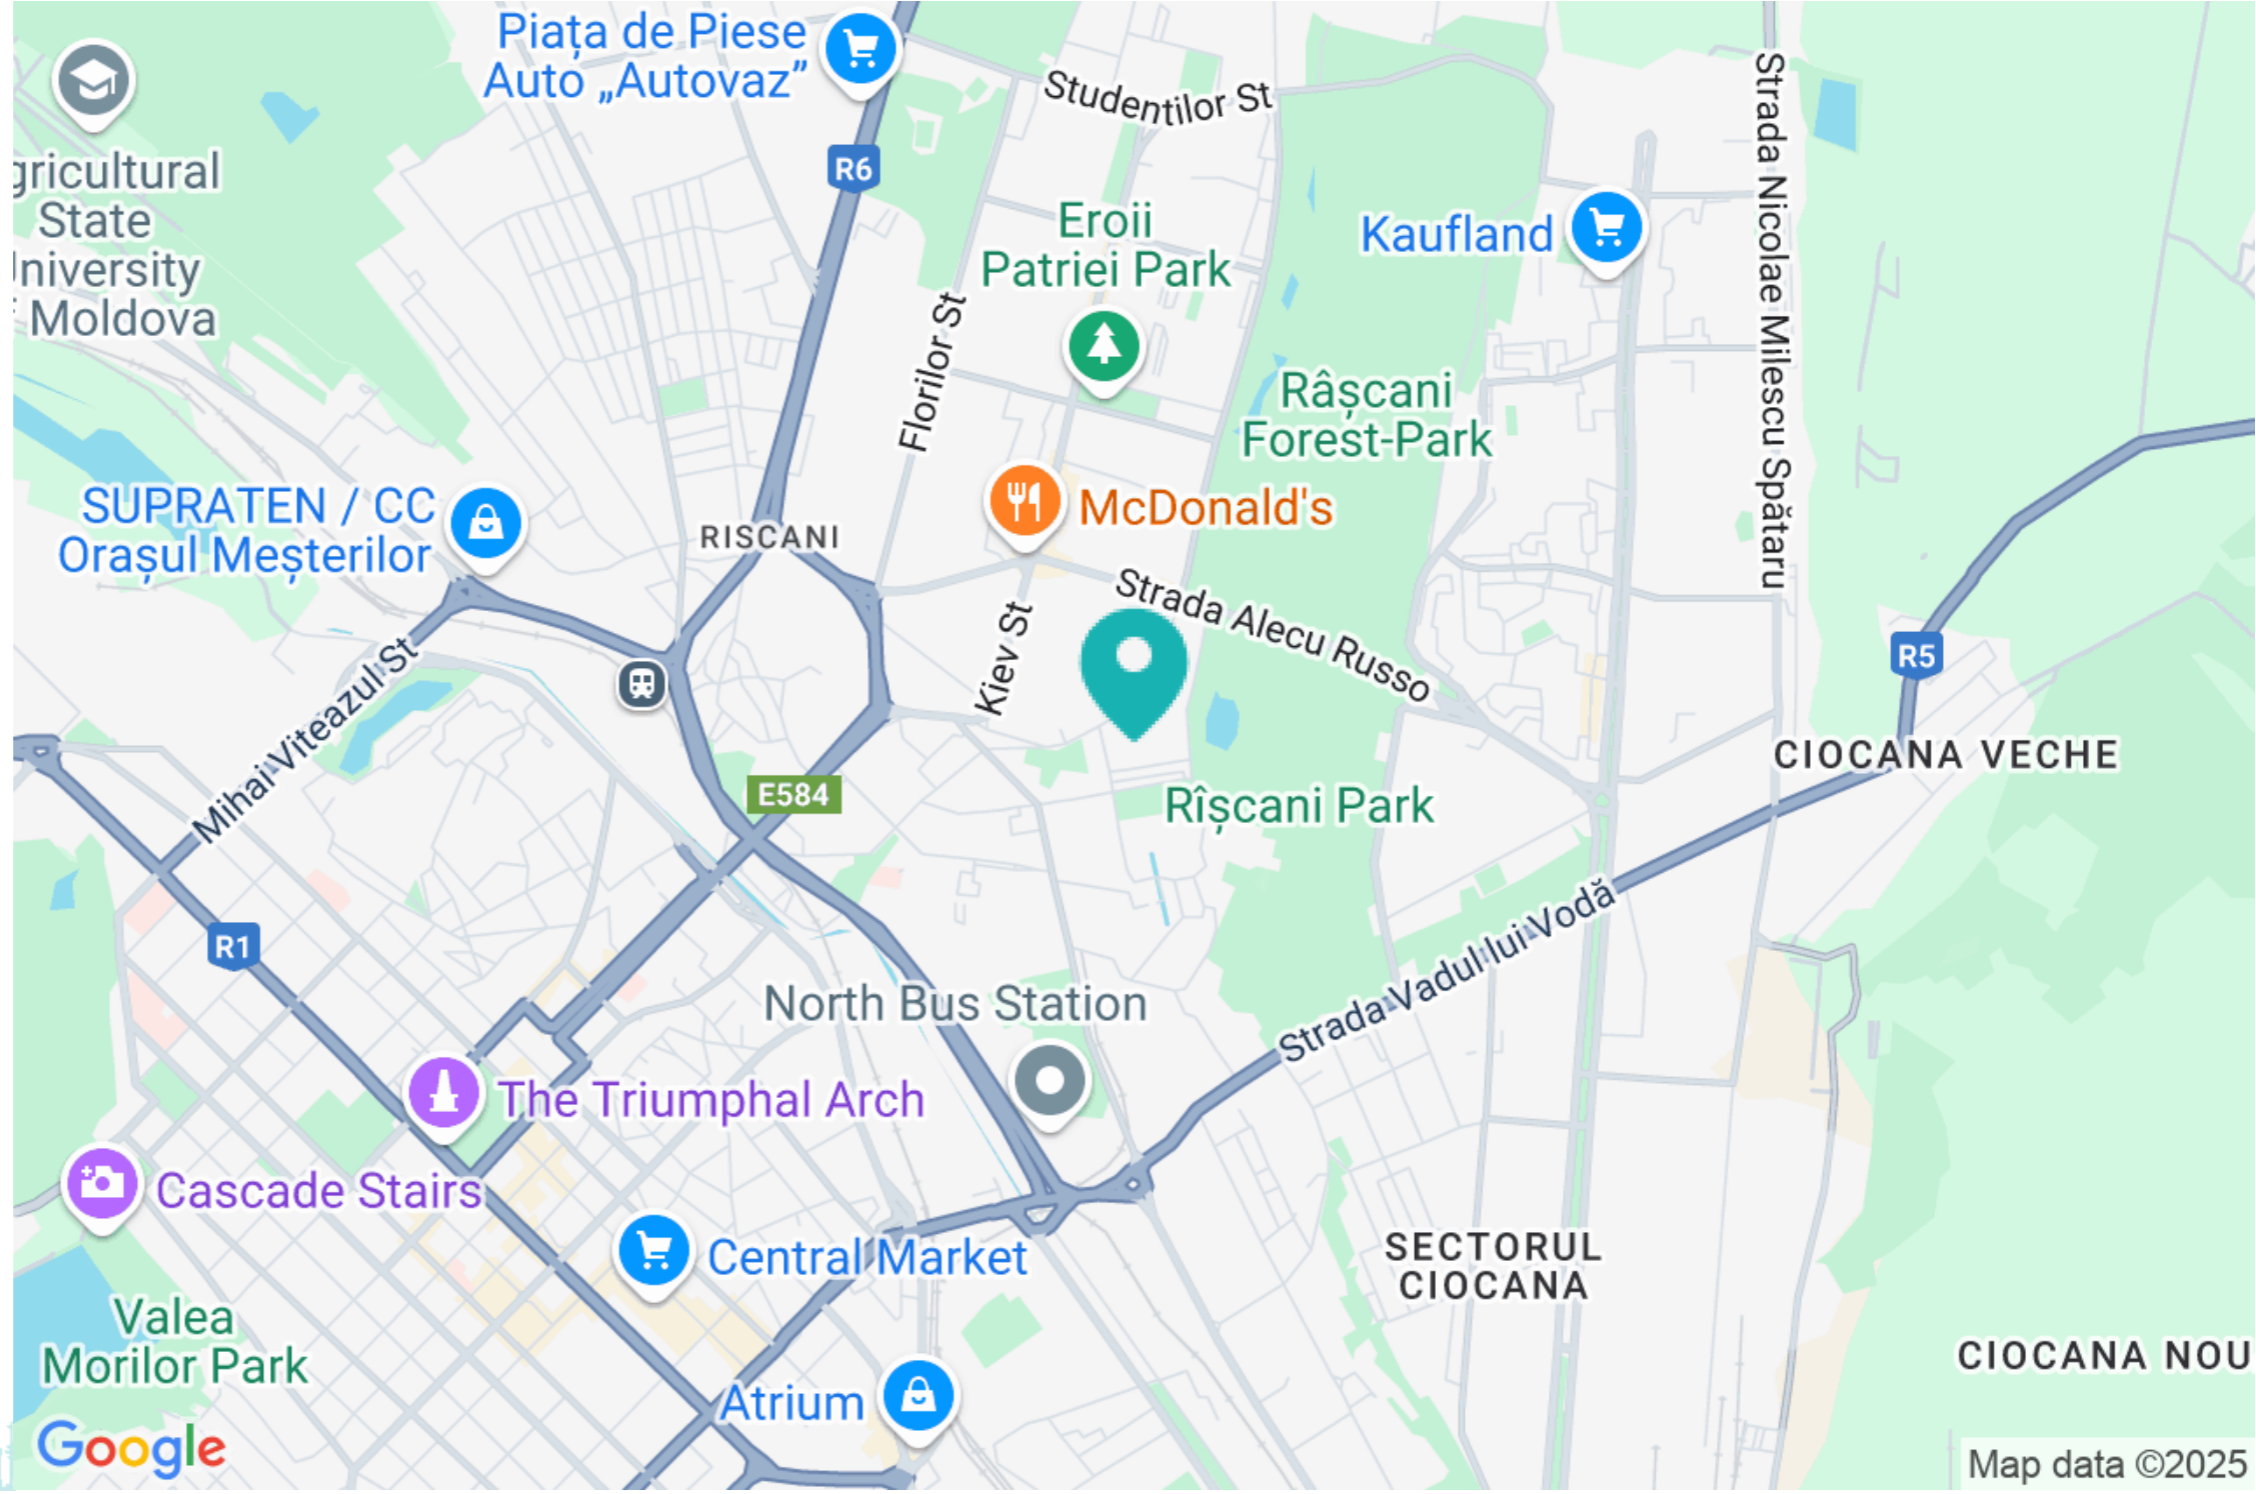 Piața de Piese
Auto „Autovaz”
Studentilor St
Strada Nicolae Milescu Spătaru
gricultural
State
niversity
Moldova
R6
Eroii
Patriei Park
Kaufland
Florilor St
Râșcani
Forest-Park
SUPRATEN / CC
Orașul Meșterilor
McDonald's
RISCANI
Strada Alecu Russo
Kiev St
R5
Mihai Viteazul St
CIOCANA VECHE
E584
Rîșcani Park
R1
Strada Vadul lui Vodă
North Bus Station
The Triumphal Arch
Cascade Stairs
Central Market
SECTORUL
CIOCANA
Valea
Morilor Park
CIOCANA NOU
Atrium
Google
Map data ©2025